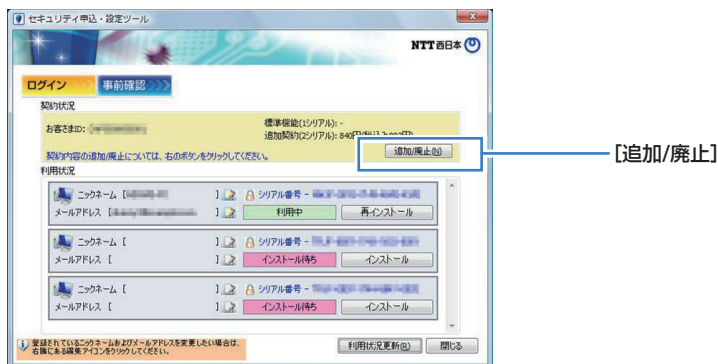 セキュリティ申込・設定ツール
NTT西日本
ログイン 事前確認
契約状況
お客さまID:
標準機能(1シリアル): -
追加契約(2シリアル): 840円
追加/廃止(N)
[追加/廃止]
契約内容の追加/廃止については、右のボタンをクリックしてください。
利用状況
ニックネーム [ ] シリアル番号 -
メールアドレス [ ] 利用中 再インストール
ニックネーム [ ] シリアル番号 -
メールアドレス [ ] インストール待ち インストール
ニックネーム [ ] シリアル番号 -
メールアドレス [ ] インストール待ち インストール
登録されているニックネームおよびメールアドレスを変更したい場合は、
右隣にある編集アイコンをクリックしてください。
利用状況更新(R) 閉じる